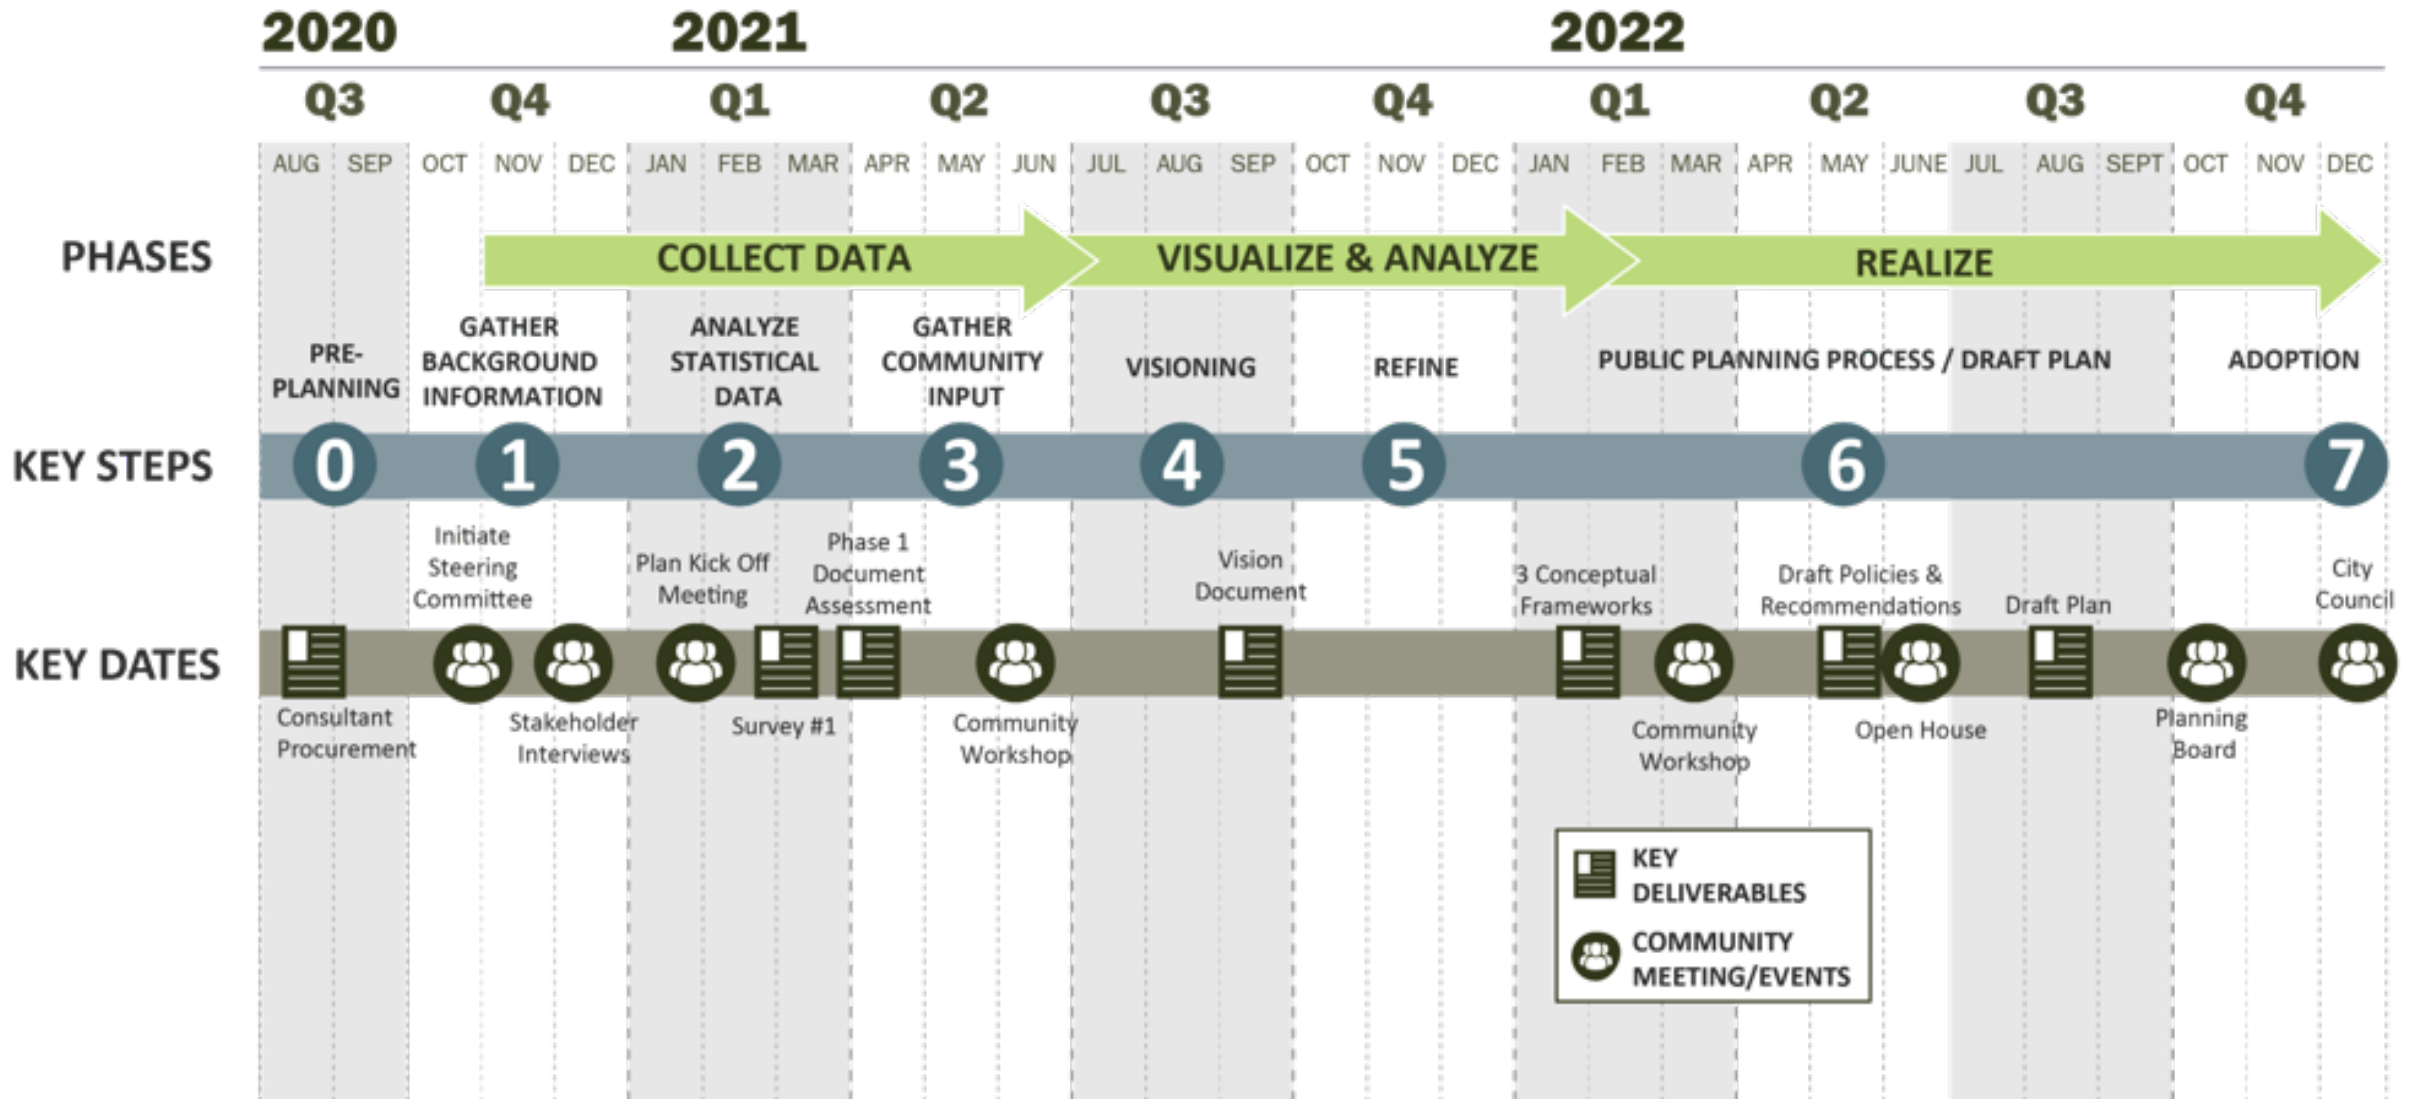 2020 2021 2022
Q3 Q4 Q1 Q2 Q3 Q4 Q1 Q2 Q3 Q4
AUG SEP OCT NOV DEC JAN FEB MAR APR MAY JUN JUL AUG SEP OCT NOV DEC JAN FEB MAR APR MAY JUNE JUL AUG SEPT OCT NOV DEC
PHASES
COLLECT DATA
VISUALIZE & ANALYZE
REALIZE
PRE-
PLANNING
GATHER
BACKGROUND
INFORMATION
ANALYZE
STATISTICAL
DATA
GATHER
COMMUNITY
INPUT
VISIONING
REFINE
PUBLIC PLANNING PROCESS / DRAFT PLAN
ADOPTION
KEY STEPS
0 1 2 3 4 5 6 7
Initiate
Steering
Committee
Plan Kick Off
Meeting
Phase 1
Document
Assessment
Vision
Document
3 Conceptual
Frameworks
Draft Policies &
Recommendations
Draft Plan
City
Council
KEY DATES
Consultant
Procurement
Stakeholder
Interviews
Survey #1
Community
Workshop
Community
Workshop
Open House
Planning
Board
KEY
DELIVERABLES
COMMUNITY
MEETING/EVENTS